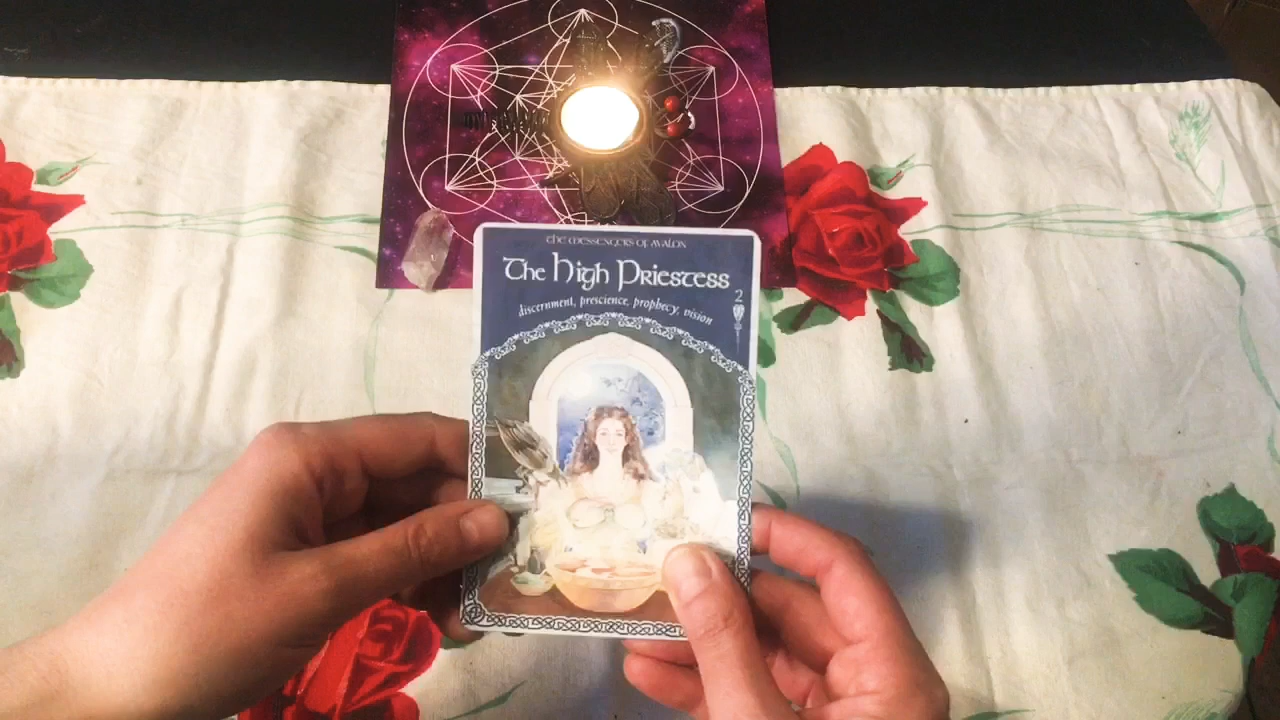 The Messengers of Avalon
The High Priestess
discernment, prescience, prophecy, vision
2